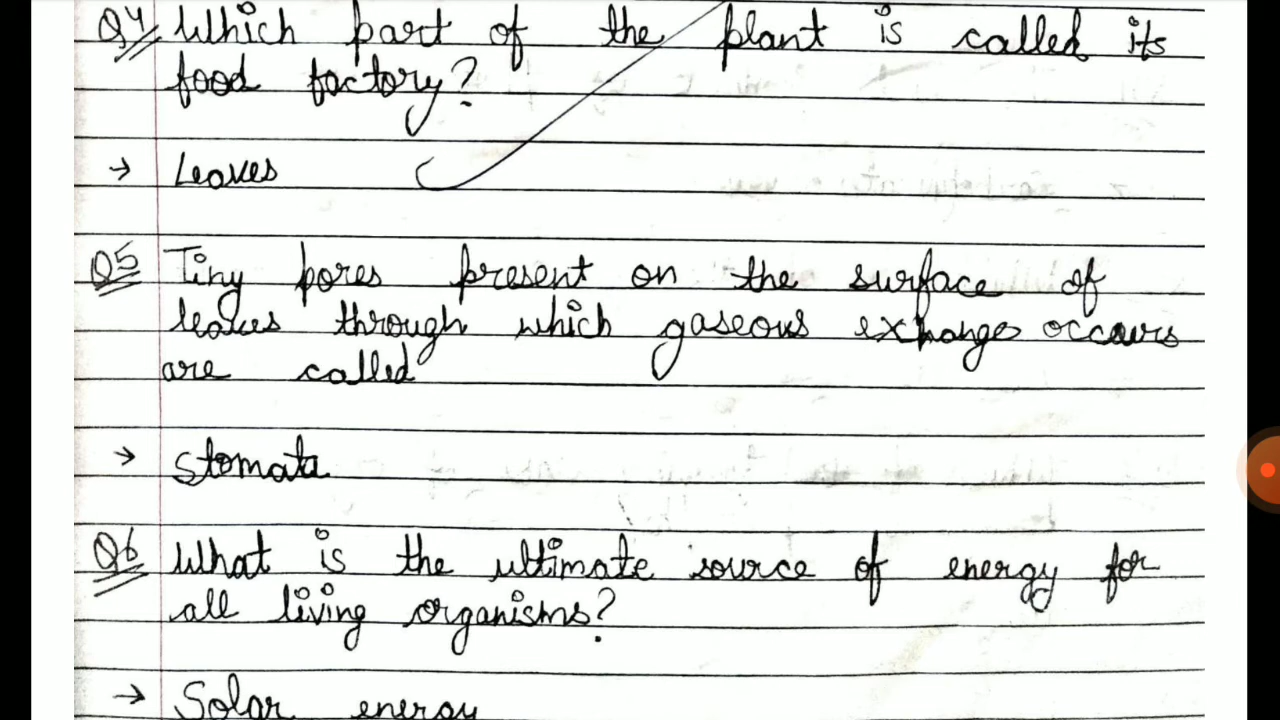 Q4 Which part of the plant is called its
food factory?
→ Leaves
Q5 Tiny pores present on the surface of
leaves through which gaseous exchange occurs
are called
→ Stomata
Q6 What is the ultimate source of energy for
all living organisms?
→ Solar energy